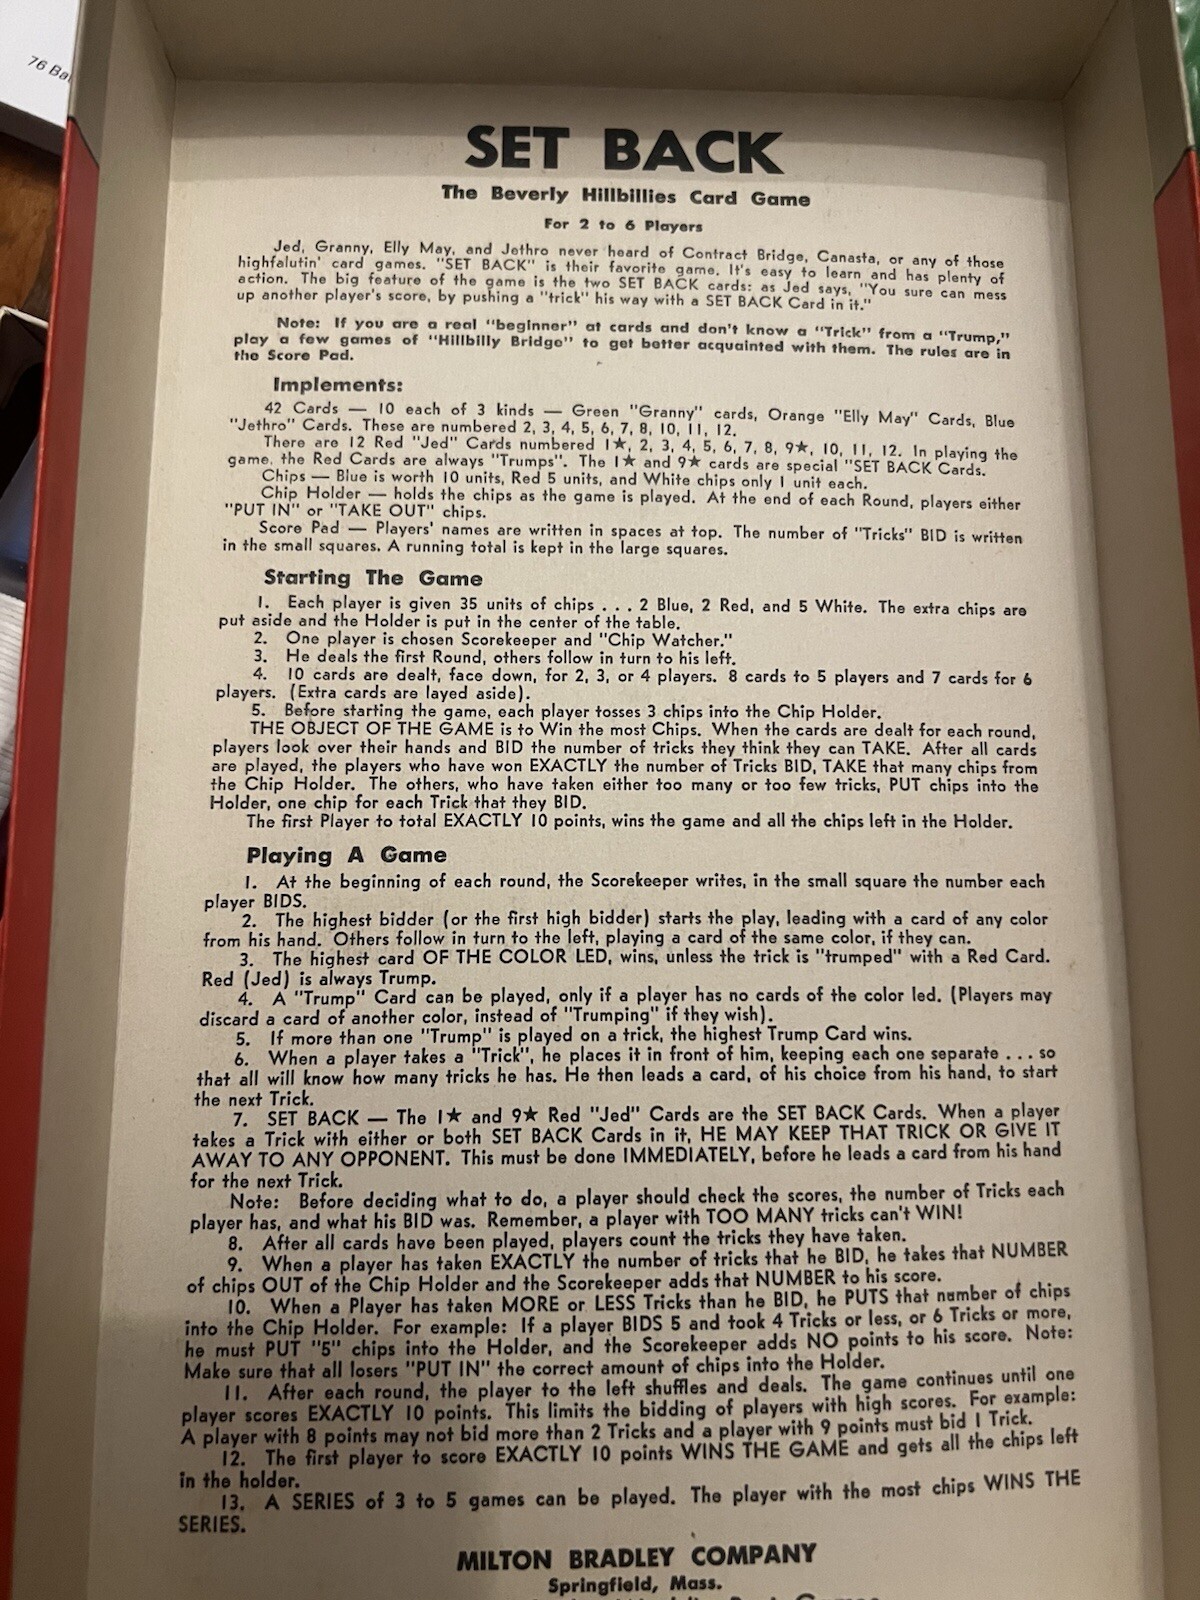 76 Ba
SET BACK
The Beverly Hillbillies Card Game
For 2 to 6 Players
Jed, Granny, Elly May, and Jethro never heard of Contract Bridge, Canasta, or any of those
highfalutin' card games. "SET BACK" is their favorite game. It's easy to learn and has plenty of
action. The big feature of the game is the two SET BACK cards: as Jed says, "You sure can mess
up another player's score, by pushing a "trick" his way with a SET BACK Card in it."
Note: If you are a real "beginner" at cards and don't know a "Trick" from a "Trump,"
play a few games of "Hillbilly Bridge" to get better acquainted with them. The rules are in
the Score Pad.
Implements:
42 Cards — 10 each of 3 kinds — Green "Granny" cards, Orange "Elly May" Cards, Blue
"Jethro" Cards. These are numbered 2, 3, 4, 5, 6, 7, 8, 10, 11, 12.
There are 12 Red "Jed" Cards numbered 1★, 2, 3, 4, 5, 6, 7, 8, 9★, 10, 11, 12. In playing the
game, the Red Cards are always "Trumps". The 1★ and 9★ cards are special "SET BACK Cards.
Chips — Blue is worth 10 units, Red 5 units, and White chips only 1 unit each.
Chip Holder — holds the chips as the game is played. At the end of each Round, players either
"PUT IN" or "TAKE OUT" chips.
Score Pad — Players' names are written in spaces at top. The number of "Tricks" BID is written
in the small squares. A running total is kept in the large squares.
Starting The Game
1. Each player is given 35 units of chips . . . 2 Blue, 2 Red, and 5 White. The extra chips are
put aside and the Holder is put in the center of the table.
2. One player is chosen Scorekeeper and "Chip Watcher."
3. He deals the first Round, others follow in turn to his left.
4. 10 cards are dealt, face down, for 2, 3, or 4 players. 8 cards to 5 players and 7 cards for 6
players. (Extra cards are layed aside).
5. Before starting the game, each player tosses 3 chips into the Chip Holder.
THE OBJECT OF THE GAME is to Win the most Chips. When the cards are dealt for each round,
players look over their hands and BID the number of tricks they think they can TAKE. After all cards
are played, the players who have won EXACTLY the number of Tricks BID, TAKE that many chips from
the Chip Holder. The others, who have taken either too many or too few tricks, PUT chips into the
Holder, one chip for each Trick that they BID.
The first Player to total EXACTLY 10 points, wins the game and all the chips left in the Holder.
Playing A Game
1. At the beginning of each round, the Scorekeeper writes, in the small square the number each
player BIDS.
2. The highest bidder (or the first high bidder) starts the play, leading with a card of any color
from his hand. Others follow in turn to the left, playing a card of the same color, if they can.
3. The highest card OF THE COLOR LED, wins, unless the trick is "trumped" with a Red Card.
Red (Jed) is always Trump.
4. A "Trump" Card can be played, only if a player has no cards of the color led. (Players may
discard a card of another color, instead of "Trumping" if they wish).
5. If more than one "Trump" is played on a trick, the highest Trump Card wins.
6. When a player takes a "Trick", he places it in front of him, keeping each one separate . . . so
that all will know how many tricks he has. He then leads a card, of his choice from his hand, to start
the next Trick.
7. SET BACK — The 1★ and 9★ Red "Jed" Cards are the SET BACK Cards. When a player
takes a Trick with either or both SET BACK Cards in it, HE MAY KEEP THAT TRICK OR GIVE IT
AWAY TO ANY OPPONENT. This must be done IMMEDIATELY, before he leads a card from his hand
for the next Trick.
Note: Before deciding what to do, a player should check the scores, the number of Tricks each
player has, and what his BID was. Remember, a player with TOO MANY tricks can't WIN!
8. After all cards have been played, players count the tricks they have taken.
9. When a player has taken EXACTLY the number of tricks that he BID, he takes that NUMBER
of chips OUT of the Chip Holder and the Scorekeeper adds that NUMBER to his score.
10. When a Player has taken MORE or LESS Tricks than he BID, he PUTS that number of chips
into the Chip Holder. For example: If a player BIDS 5 and took 4 Tricks or less, or 6 Tricks or more,
he must PUT "5" chips into the Holder, and the Scorekeeper adds NO points to his score. Note:
Make sure that all losers "PUT IN" the correct amount of chips into the Holder.
11. After each round, the player to the left shuffles and deals. The game continues until one
player scores EXACTLY 10 points. This limits the bidding of players with high scores. For example:
A player with 8 points may not bid more than 2 Tricks and a player with 9 points must bid 1 Trick.
12. The first player to score EXACTLY 10 points WINS THE GAME and gets all the chips left
in the holder.
13. A SERIES of 3 to 5 games can be played. The player with the most chips WINS THE
SERIES.
MILTON BRADLEY COMPANY
Springfield, Mass.